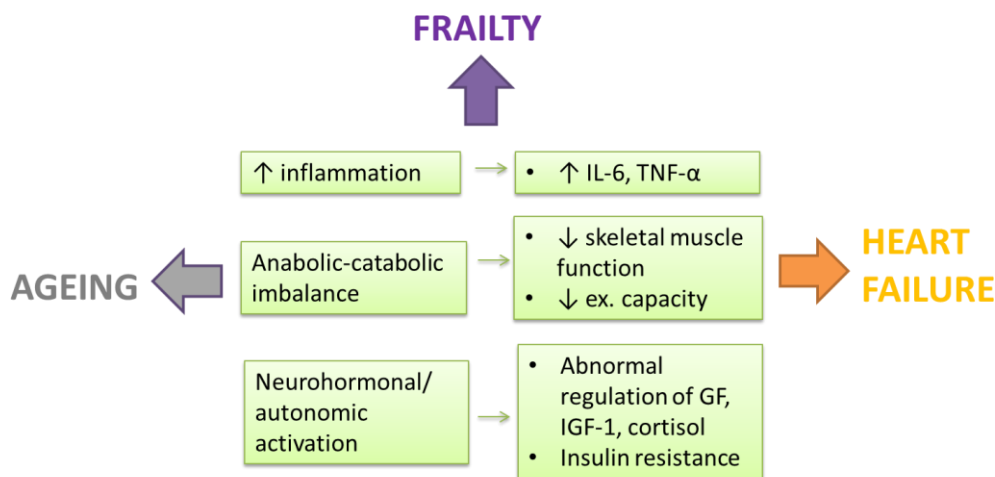 FRAILTY
↑ inflammation
• ↑ IL-6, TNF-α
AGEING
Anabolic-catabolic
imbalance
• ↓ skeletal muscle
function
• ↓ ex. capacity
HEART
FAILURE
Neurohormonal/
autonomic
activation
• Abnormal
regulation of GF,
IGF-1, cortisol
• Insulin resistance